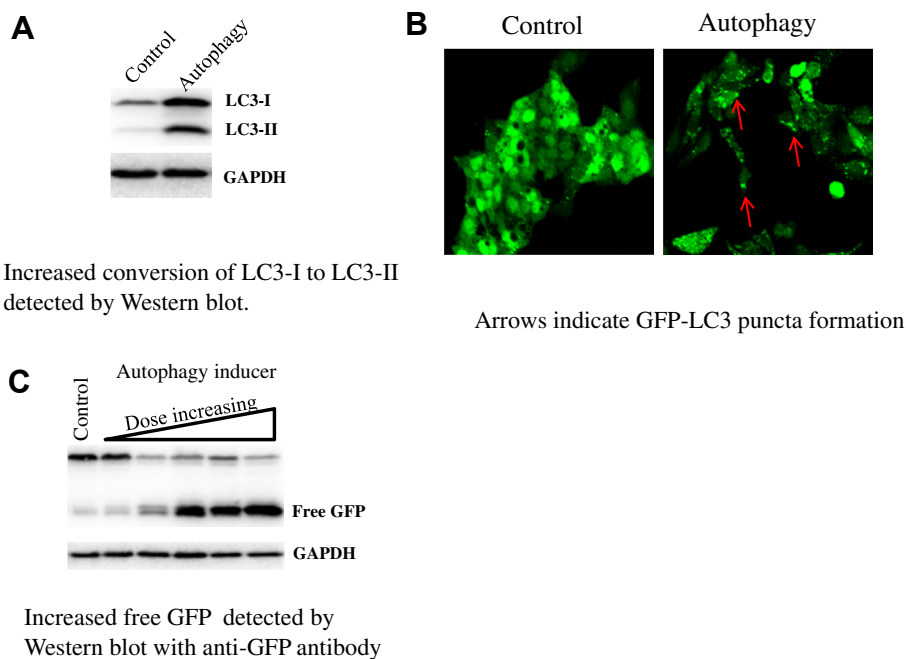 A
Control
Autophagy
LC3-I
LC3-II
GAPDH
Increased conversion of LC3-I to LC3-II
detected by Western blot.
B
Control
Autophagy
Arrows indicate GFP-LC3 puncta formation
C
Control
Autophagy inducer
Dose increasing
Free GFP
GAPDH
Increased free GFP detected by
Western blot with anti-GFP antibody